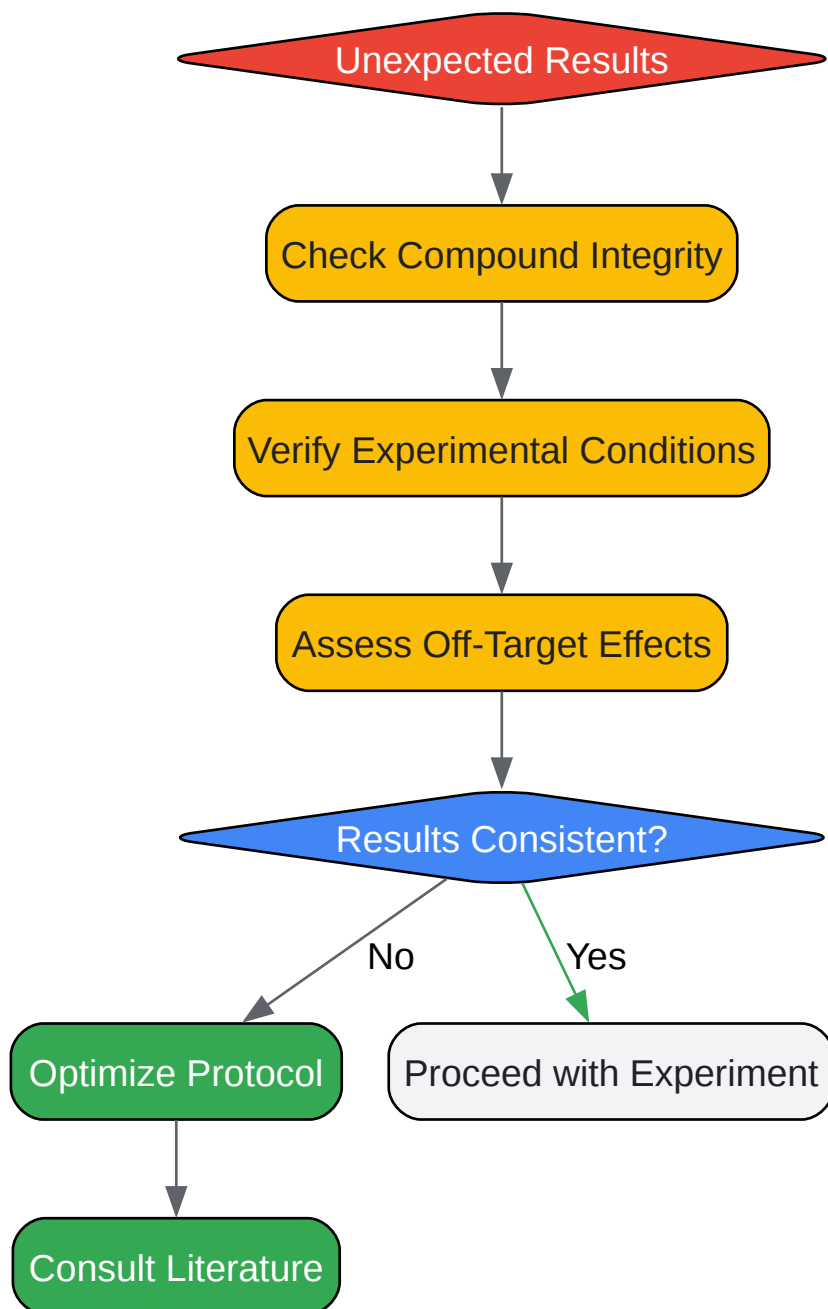 Unexpected Results
Check Compound Integrity
Verify Experimental Conditions
Assess Off-Target Effects
Results Consistent?
No
Yes
Optimize Protocol
Proceed with Experiment
Consult Literature